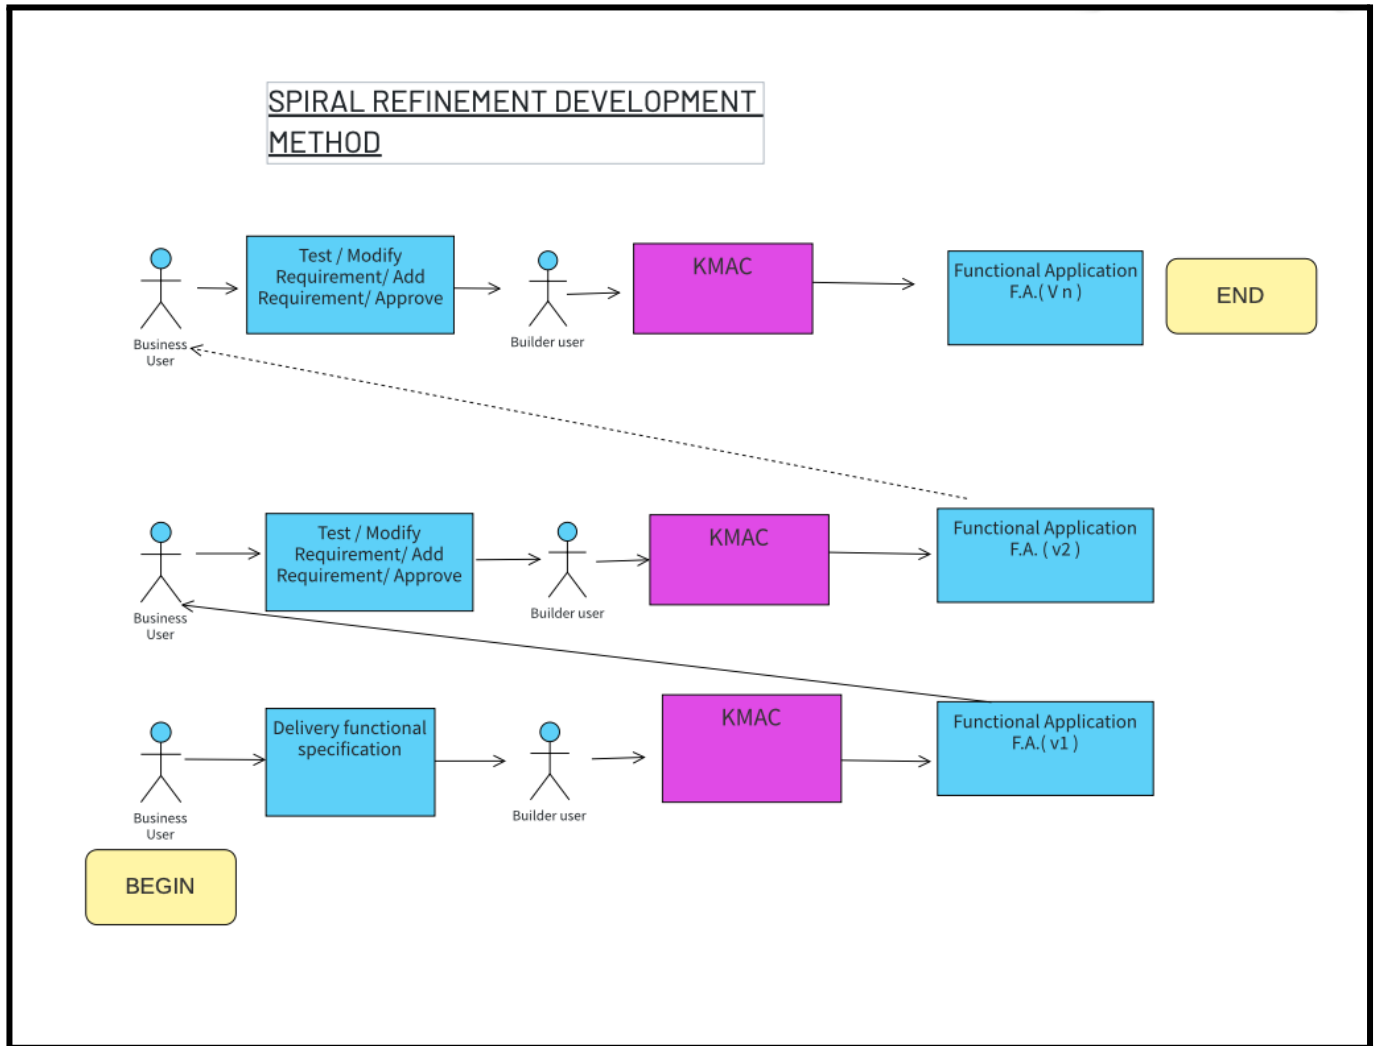 SPIRAL REFINEMENT DEVELOPMENT
METHOD
Test / Modify
Requirement/ Add
Requirement/ Approve
KMAC
Functional Application
F.A.( V n )
END
Business
User
Builder user
Test / Modify
Requirement/ Add
Requirement/ Approve
KMAC
Functional Application
F.A. ( v2 )
Business
User
Builder user
Delivery functional
specification
KMAC
Functional Application
F.A.( v1 )
Business
User
Builder user
BEGIN